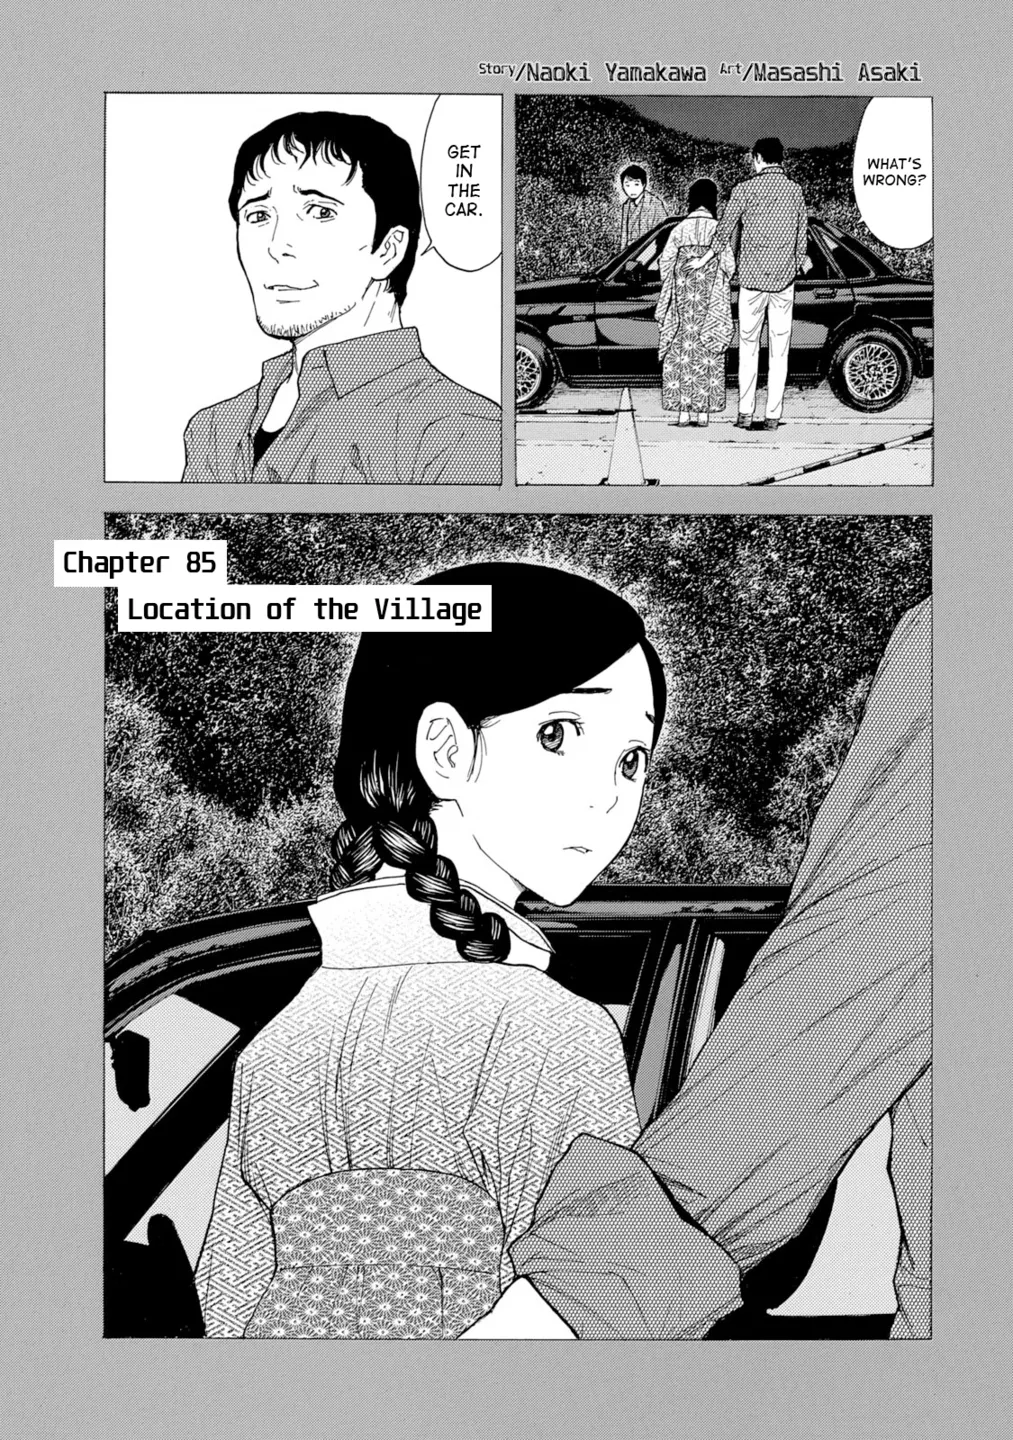 Story/Naoki Yamakawa Art/Masashi Asaki
WHAT'S
WRONG?
GET
IN
THE
CAR.
Chapter 85
Location of the Village